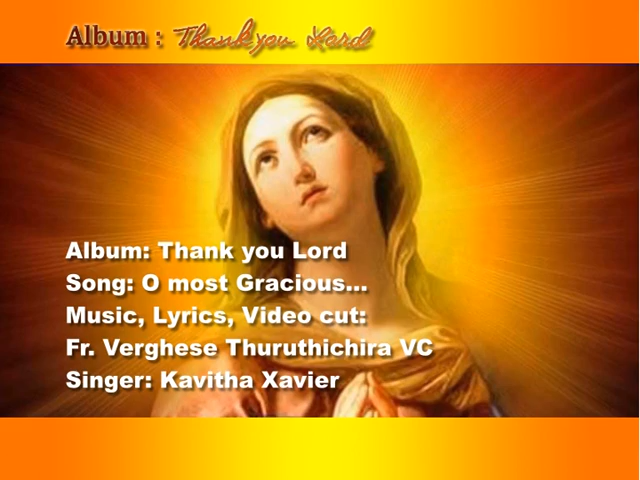 Album : Thank you Lord
Album: Thank you Lord
Song: O most Gracious...
Music, Lyrics, Video cut:
Fr. Verghese Thuruthichira VC
Singer: Kavitha Xavier